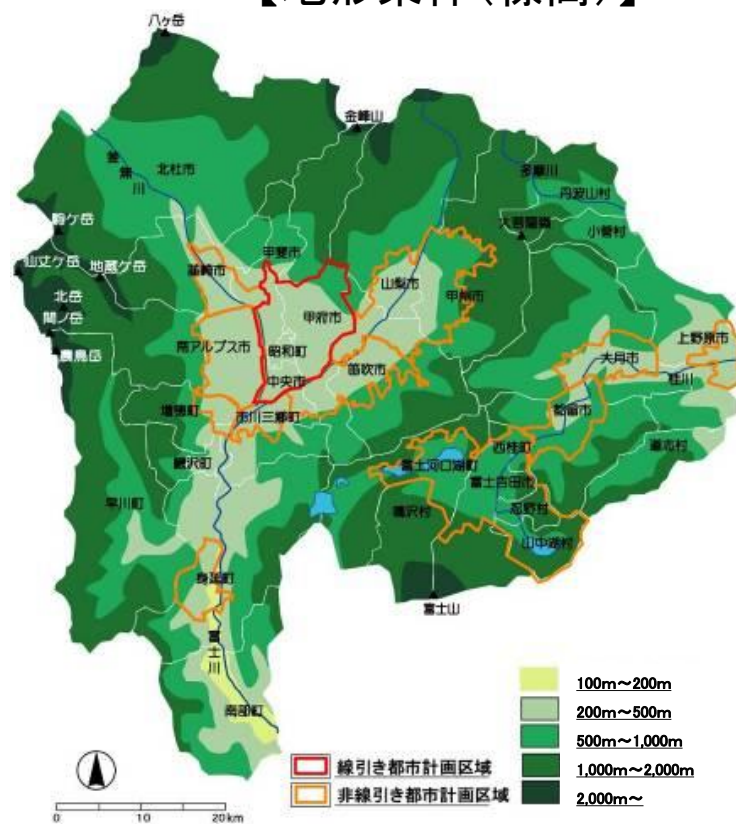 【地形条件(標高)】
八ヶ岳
金峰山
釜無川
北杜市
多摩川
丹波山村
駒ケ岳
大菩薩嶺
小菅村
仙丈ケ岳
地蔵ケ岳
甲斐市
韮崎市
山梨市
甲州市
北岳
間ノ岳
甲府市
上野原市
農鳥岳
南アルプス市
昭和町
大月市
笛吹市
桂川
中央市
増穂町
市川三郷町
都留市
鰍沢町
西桂町
道志村
富士河口湖町
富士吉田市
早川町
鳴沢村
忍野村
山中湖村
身延町
富士山
富士川
南部町
100m~200m
200m~500m
500m~1,000m
1,000m~2,000m
2,000m~
線引き都市計画区域
非線引き都市計画区域
0 10 20km